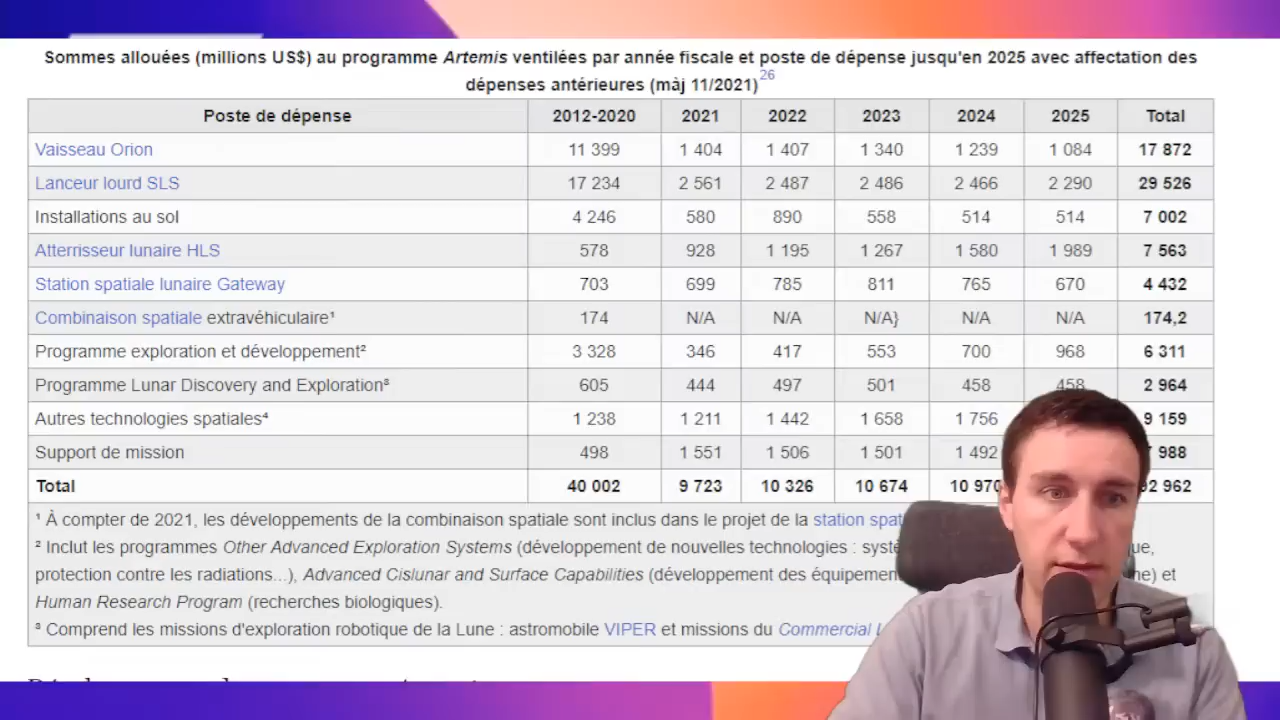 Sommes allouées (millions US$) au programme Artemis ventilées par année fiscale et poste de dépense jusqu'en 2025 avec affectation des
dépenses antérieures (màj 11/2021)26
Poste de dépense 2012-2020 2021 2022 2023 2024 2025 Total
Vaisseau Orion 11 399 1 404 1 407 1 340 1 239 1 084 17 872
Lanceur lourd SLS 17 234 2 561 2 487 2 486 2 466 2 290 29 526
Installations au sol 4 246 580 890 558 514 514 7 002
Atterrisseur lunaire HLS 578 928 1 195 1 267 1 580 1 989 7 563
Station spatiale lunaire Gateway 703 699 785 811 765 670 4 432
Combinaison spatiale extravéhiculaire¹ 174 N/A N/A N/A} N/A N/A 174,2
Programme exploration et développement² 3 328 346 417 553 700 968 6 311
Programme Lunar Discovery and Exploration³ 605 444 497 501 458 458 2 964
Autres technologies spatiales⁴ 1 238 1 211 1 442 1 658 1 756 9 159
Support de mission 498 1 551 1 506 1 501 1 492 988
Total 40 002 9 723 10 326 10 674 10 970 2 962
¹ À compter de 2021, les développements de la combinaison spatiale sont inclus dans le projet de la station
² Inclut les programmes Other Advanced Exploration Systems (développement de nouvelles technologies :
protection contre les radiations...), Advanced Cislunar and Surface Capabilities (développement des et
Human Research Program (recherches biologiques).
³ Comprend les missions d'exploration robotique de la Lune : astromobile VIPER et missions du Commercial